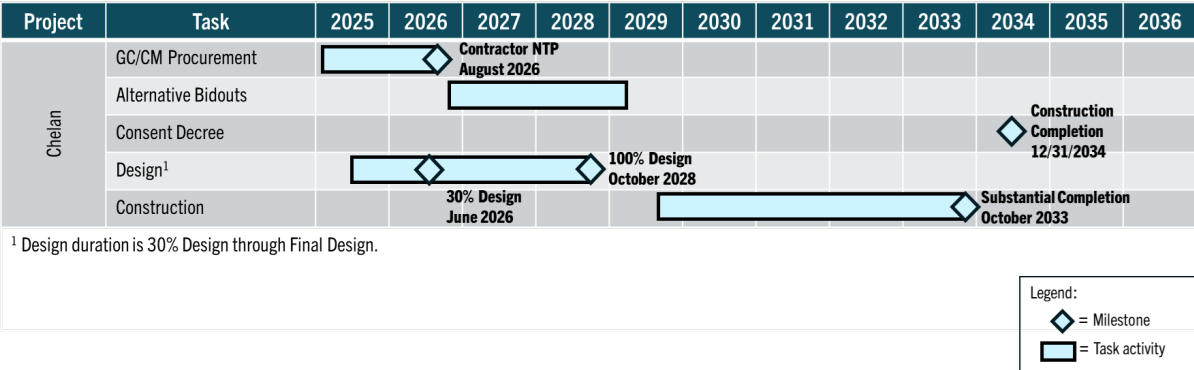 Project Task 2025 2026 2027 2028 2029 2030 2031 2032 2033 2034 2035 2036
Chelan
GC/CM Procurement
Contractor NTP
August 2026
Alternative Bidouts
Consent Decree
Construction
Completion
12/31/2034
Design¹
100% Design
October 2028
30% Design
June 2026
Construction
Substantial Completion
October 2033
¹ Design duration is 30% Design through Final Design.
Legend:
= Milestone
= Task activity